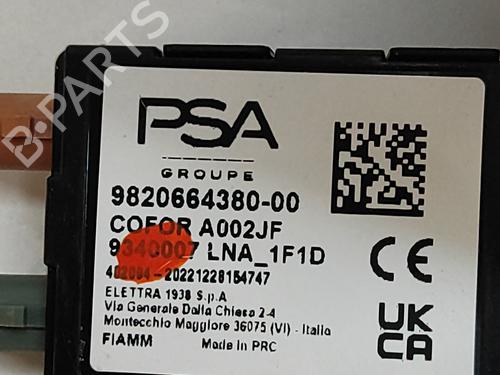 PSA
GROUPE
9820664380-00
COFOR A002JF
9340007 LNA_1F1D
402084-20221228154747
ELETTRA 1938 S.p.A
Via Generale Dalla Chiesa 2-4
Montecchio Maggiore 36075 (VI) - Italia
FIAMM Made in PRC
CE
UK
CA
B-PARTS